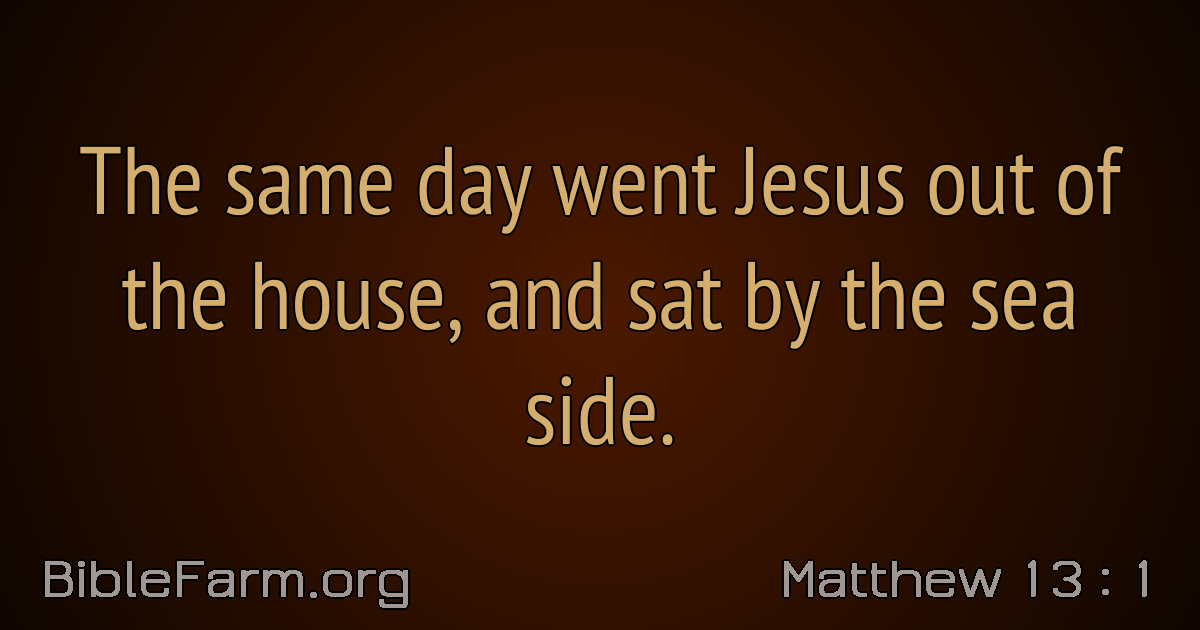 The same day went Jesus out of
the house, and sat by the sea
side.
BibleFarm.org
Matthew 13 : 1